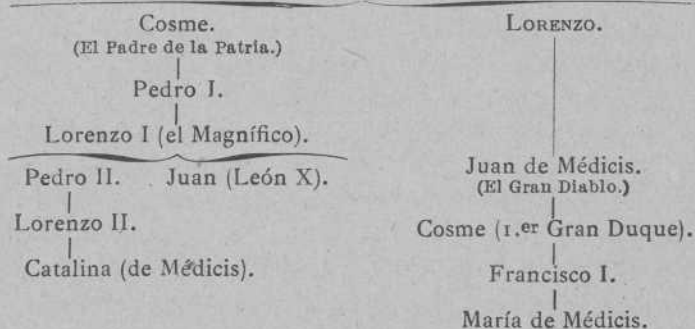 Cosme.
(El Padre de la Patria.)
Pedro I.
Lorenzo I (el Magnífico).
Pedro II. Juan (León X).
Lorenzo II.
Catalina (de Médicis).
LORENZO.
Juan de Médicis.
(El Gran Diablo.)
Cosme (1.er Gran Duque).
Francisco I.
María de Médicis.